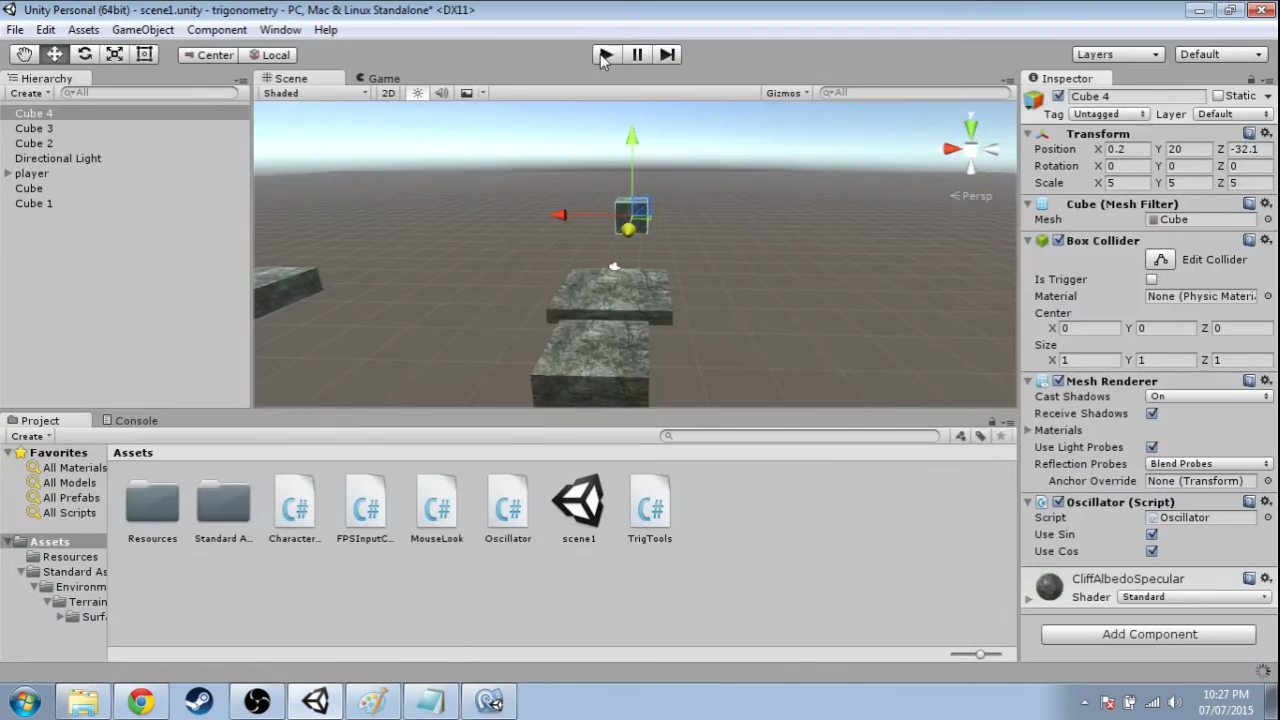 Unity Personal (64bit) - scene1.unity - trigonometry - PC, Mac & Linux Standalone* <DX11>
File Edit Assets GameObject Component Window Help
Center Local Layers Default
Hierarchy
Create All
Cube 4
Cube 3
Cube 2
Directional Light
player
Cube
Cube 1
Scene Game
Shaded 2D Gizmos All
y
Persp
Inspector
Cube 4 Static
Tag Untagged Layer Default
Transform
Position X 0.2 Y 20 Z -32.1
Rotation X 0 Y 0 Z 0
Scale X 5 Y 5 Z 5
Cube (Mesh Filter)
Mesh Cube
Box Collider
Edit Collider
Is Trigger
Material None (Physic Materi
Center
X 0 Y 0 Z 0
Size
X 1 Y 1 Z 1
Mesh Renderer
Cast Shadows On
Receive Shadows
Materials
Use Light Probes
Reflection Probes Blend Probes
Anchor Override None (Transform)
Oscillator (Script)
Script Oscillator
Use Sin
Use Cos
CliffAlbedoSpecular
Shader Standard
Add Component
Project Console
Create
Favorites
All Materials
All Models
All Prefabs
All Scripts
Assets
Resources
Standard As
Environm
Terrain
Surfa
Assets
C# C# C# C# C#
Resources Standard A... Character... FPSInputC... MouseLook Oscillator scene1 TrigTools
10:27 PM
07/07/2015